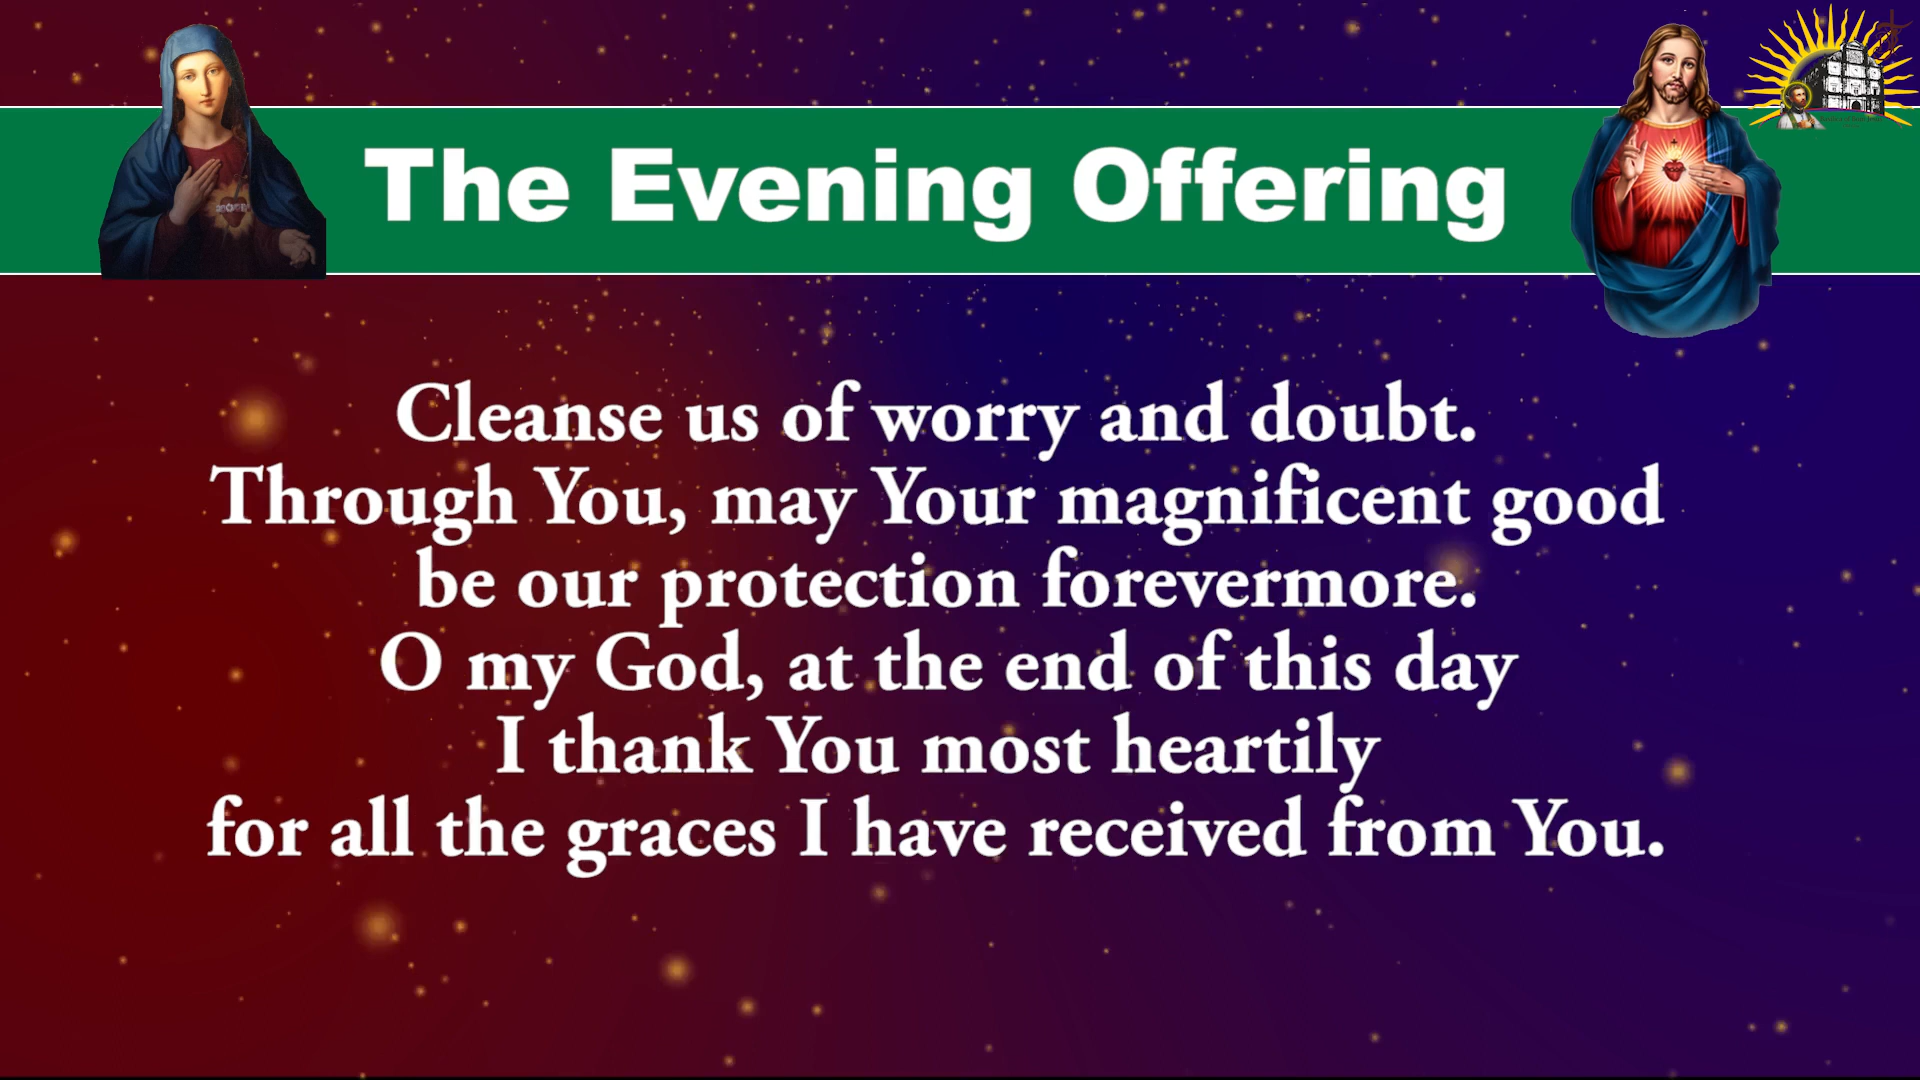 The Evening Offering
Cleanse us of worry and doubt.
Through You, may Your magnificent good
be our protection forevermore.
O my God, at the end of this day
I thank You most heartily
for all the graces I have received from You.